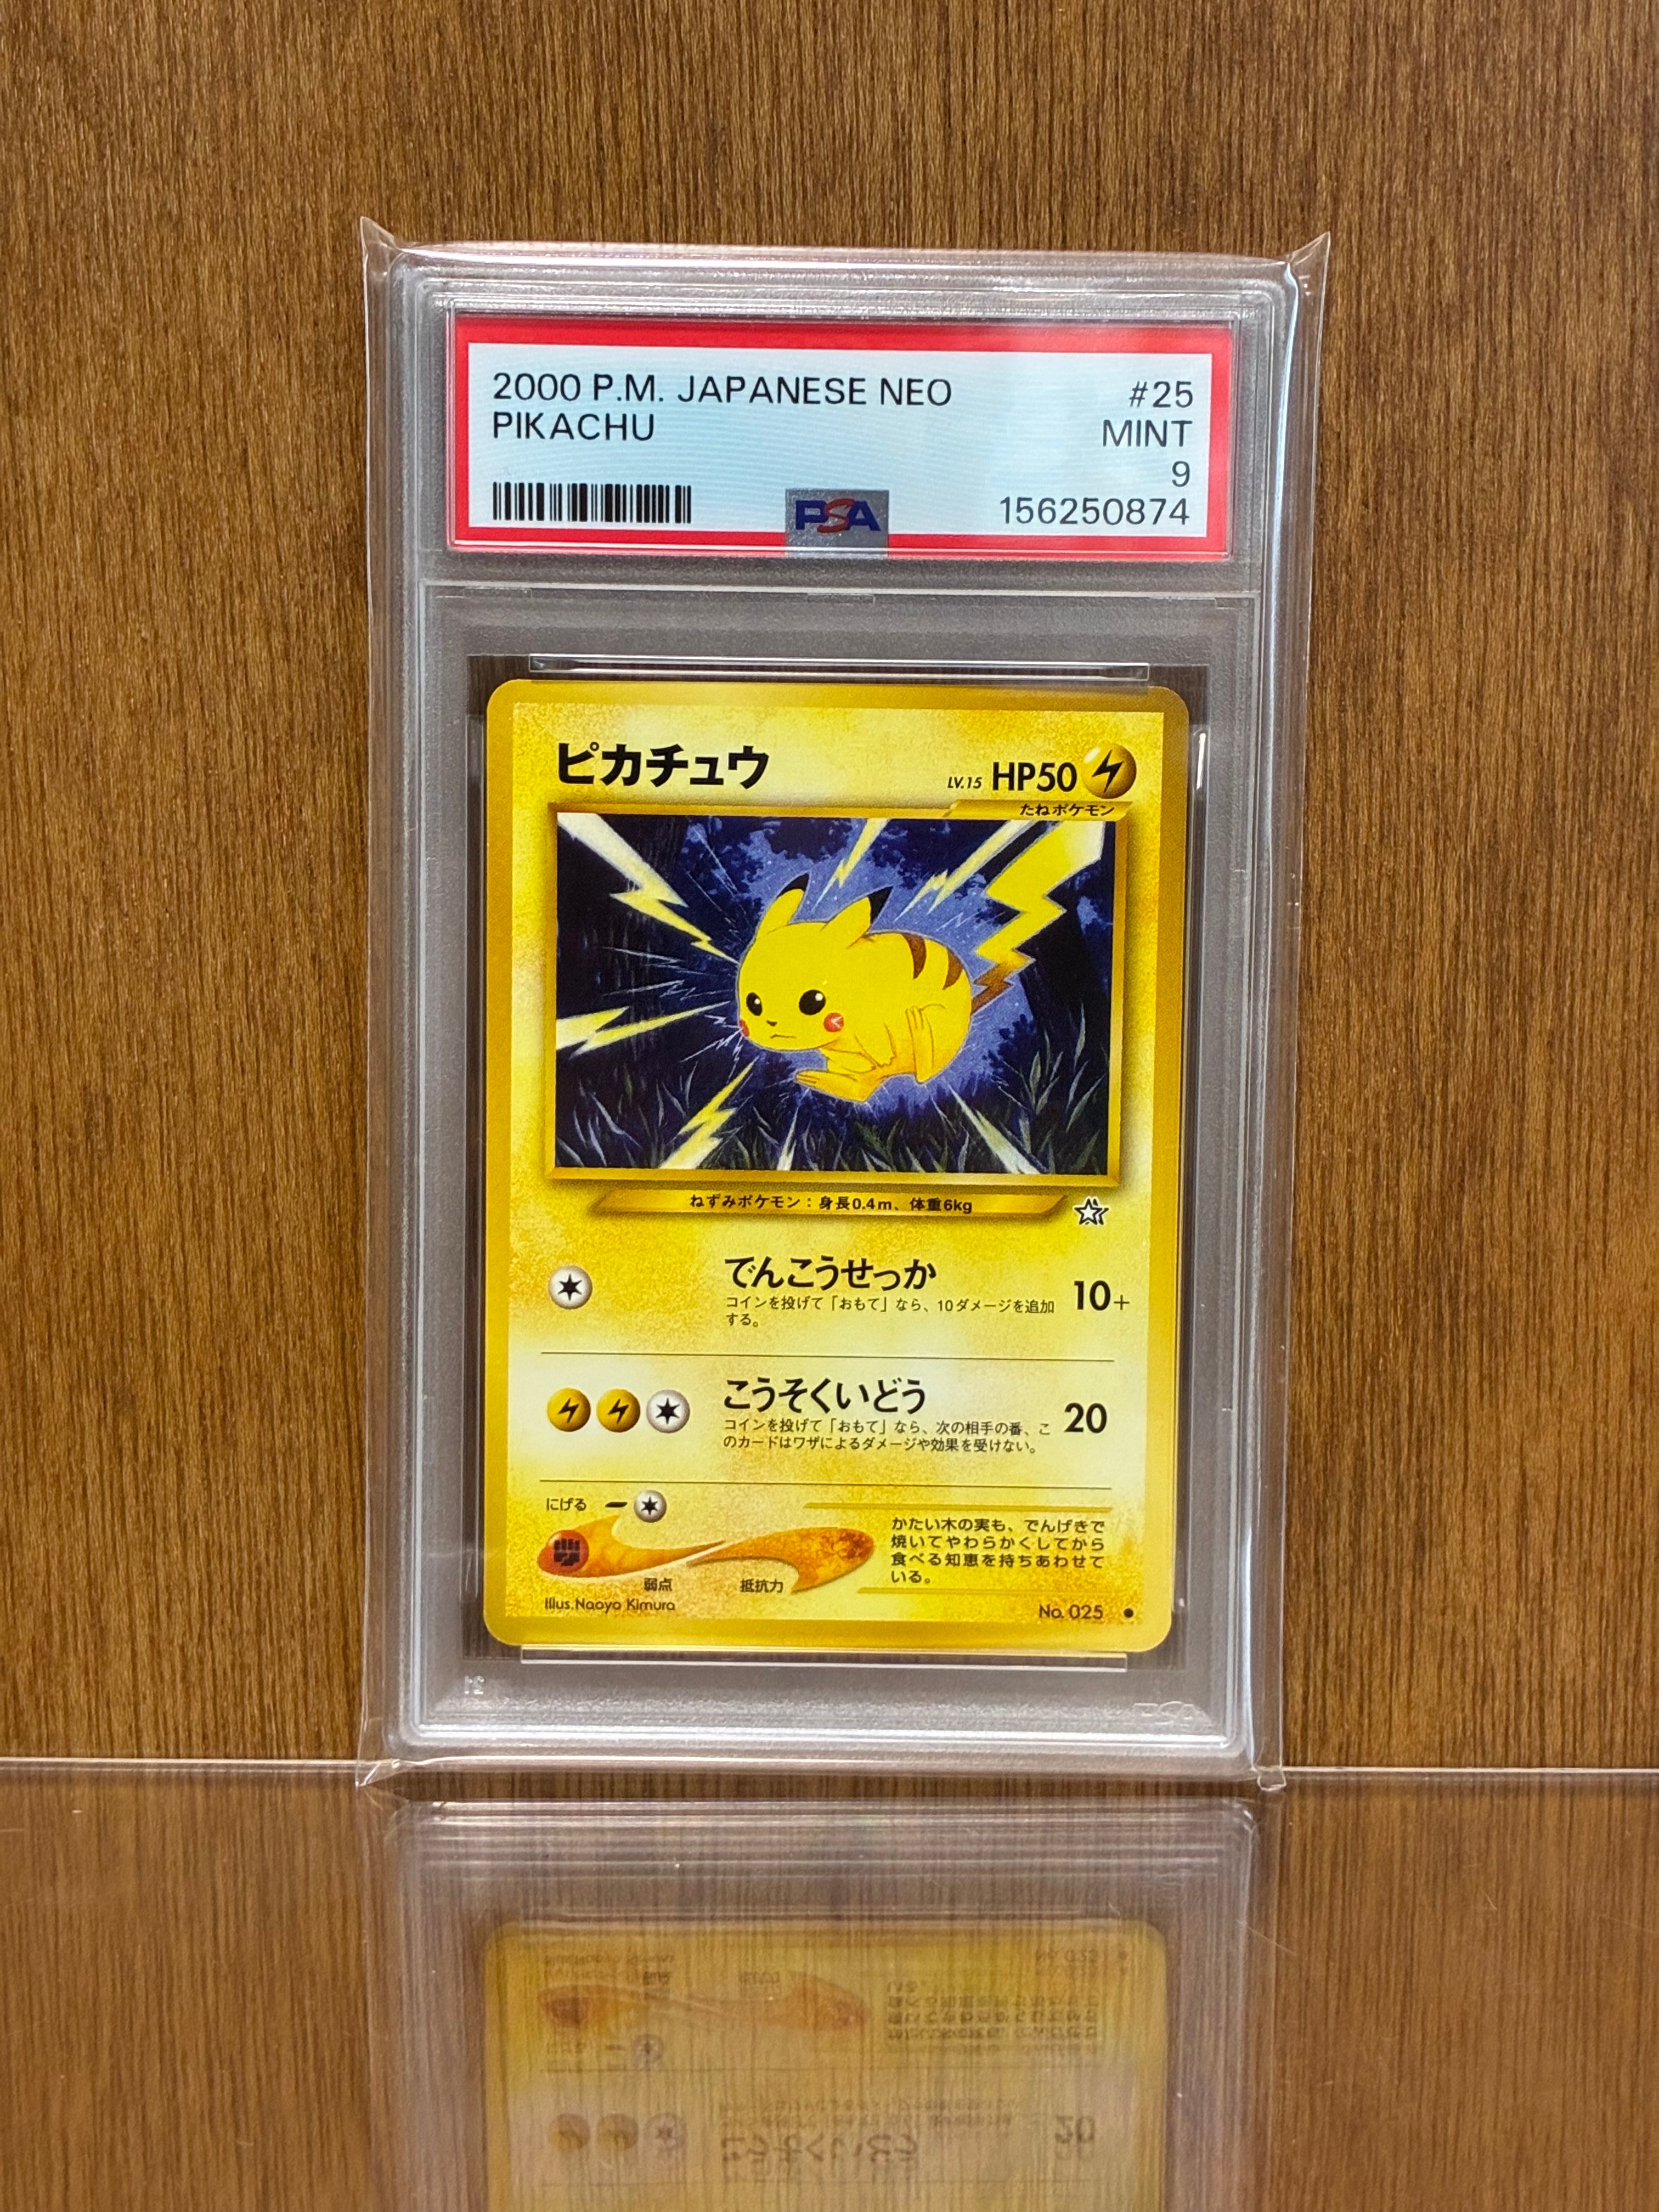 2000 P.M. JAPANESE NEO #25
PIKACHU MINT
9
PSA 156250874
ピカチュウ LV.15 HP50
たねポケモン
ねずみポケモン：身長0.4m、体重6kg
でんこうせっか 10+
コインを投げて「おもて」なら、10ダメージを追加
する。
こうそくいどう 20
コインを投げて「おもて」なら、次の相手の番、こ
のカードはワザによるダメージや効果を受けない。
にげる
かたい木の実も、でんげきで
焼いてやわらかくしてから
食べる知恵を持ちあわせて
いる。
弱点 抵抗力
Illus. Naoyo Kimura No. 025
PSA